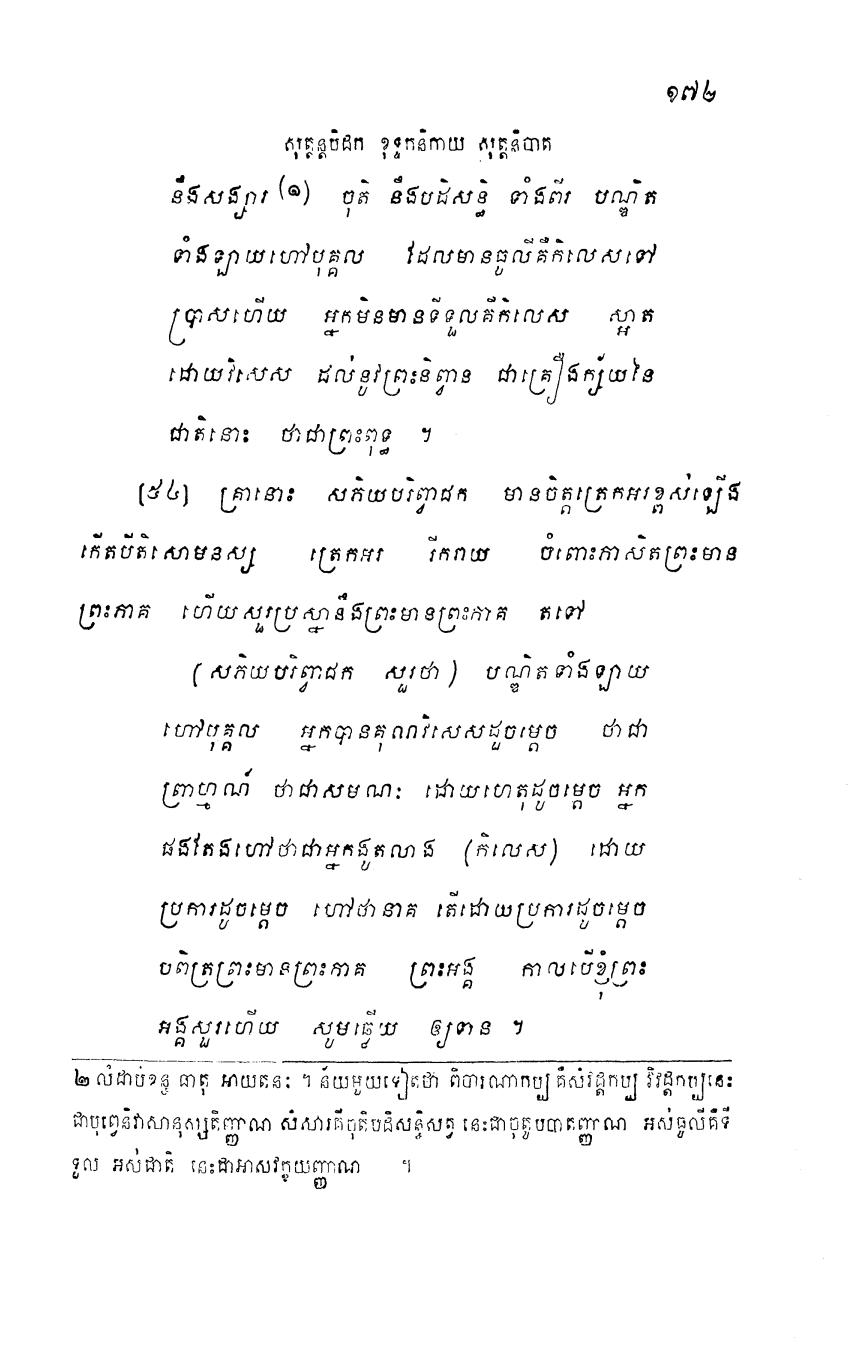 ១៧២
សុត្តន្តបិដក ខុទ្ទកនិកាយ សុត្តនិបាត
នឹងសង្សារ (១) ចុតិ នឹងបដិសន្ធិ ទាំងពីរ បណ្ឌិត
ទាំងឡាយហៅបុគ្គល ដែលមានធូលីគឺកិលេសទៅ
ប្រាសហើយ អ្នកមិនមានទីទួលគឺកិលេស ស្អាត
ដោយវិសេស ដល់នូវព្រះនិព្វាន ជាគ្រឿងក្ស័យនៃ
ជាតិនោះ ថាជាព្រះពុទ្ធ ។
[៥៤] គ្រានោះ សភិយបរិព្វាជក មានចិត្តត្រេកអរខ្ពស់ឡើង
កើតបីតិសោមនស្ស ត្រេកអរ រីករាយ ចំពោះភាសិតព្រះមាន
ព្រះភាគ ហើយសួរប្រស្នានឹងព្រះមានព្រះភាគ តទៅ
(សភិយបរិព្វាជក សួរថា) បណ្ឌិតទាំងឡាយ
ហៅបុគ្គល អ្នកបានគុណវិសេសដូចម្តេច ថាជា
ព្រាហ្មណ៍ ថាជាសមណៈ ដោយហេតុដូចម្តេច អ្នក
ផងតែងហៅថាជាអ្នកងូតលាង (កិលេស) ដោយ
ប្រការដូចម្តេច ហៅថានាគ តើដោយប្រការដូចម្តេច
បពិត្រព្រះមានព្រះភាគ ព្រះអង្គ កាលបើខ្ញុំព្រះ
អង្គសួរហើយ សូមឆ្លើយ ឲ្យទាន ។
២ លំដាប់ខន្ធ ធាតុ អាយតនៈ ។ ន័យមួយទៀតថា ពិចារណាកប្ប គឺសំវដ្តកប្ប វិវដ្តកប្បនេះ
ជាបុព្វេនិវាសានុស្សតិញ្ញាណ សំសារគឺចុតិបដិសន្ធិសត្វ នេះជាចុតូបបាតញ្ញាណ អស់ធូលីគឺទី
ទួល អស់ជាតិ នេះជាអាសវក្ខយញ្ញាណ ។